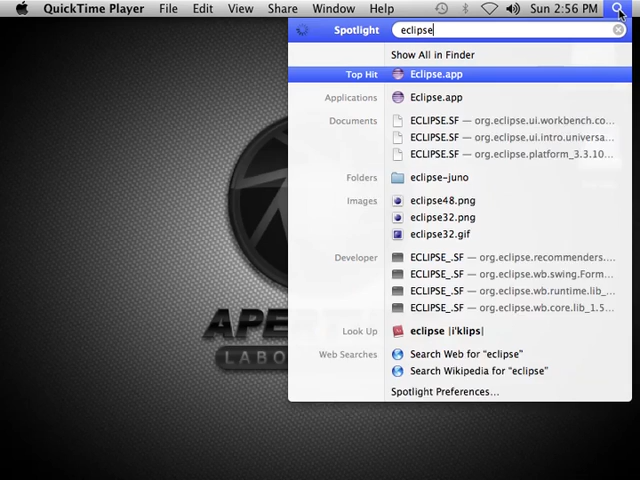 QuickTime Player File Edit View Share Window Help Sun 2:56 PM
Spotlight eclipse
Show All in Finder
Top Hit Eclipse.app
Applications Eclipse.app
Documents ECLIPSE.SF — org.eclipse.ui.workbench.co...
ECLIPSE.SF — org.eclipse.ui.intro.universa...
ECLIPSE.SF — org.eclipse.platform_3.3.10...
Folders eclipse-juno
Images eclipse48.png
eclipse32.png
eclipse32.gif
Developer ECLIPSE_.SF — org.eclipse.recommenders....
ECLIPSE_.SF — org.eclipse.wb.swing.Form...
ECLIPSE_.SF — org.eclipse.wb.runtime.lib_...
ECLIPSE_.SF — org.eclipse.wb.core.lib_1.5...
Look Up eclipse |i'klips|
Web Searches Search Web for “eclipse”
Search Wikipedia for “eclipse”
Spotlight Preferences...